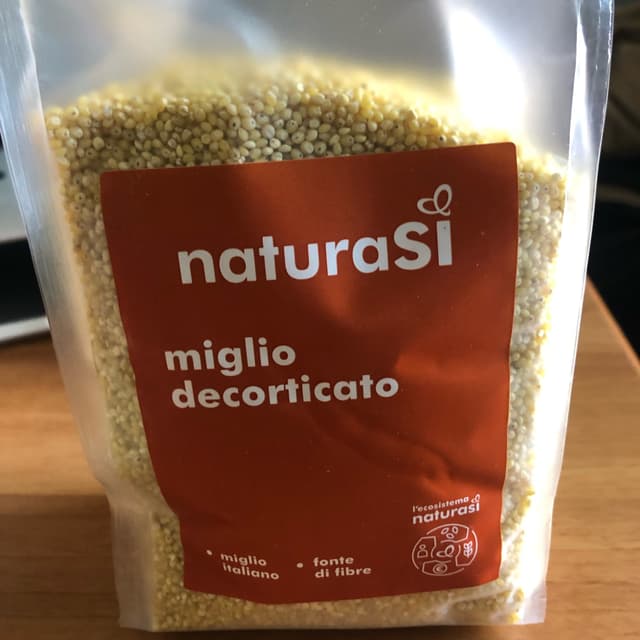 naturasì
miglio
decorticato
l'ecosistema
naturasì
• miglio
italiano
• fonte
di fibre